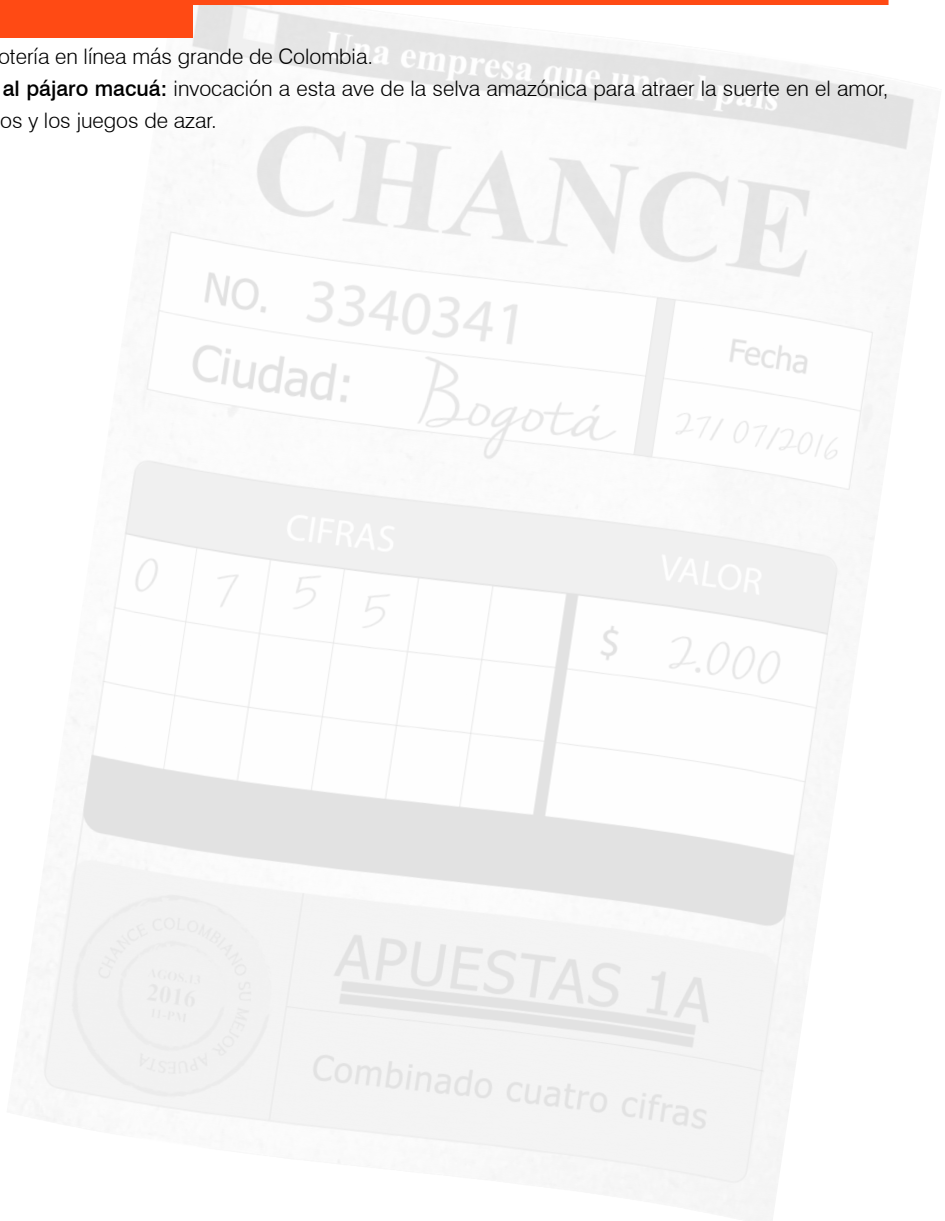 otería en línea más grande de Colombia.
al pájaro macuá: invocación a esta ave de la selva amazónica para atraer la suerte en el amor,
os y los juegos de azar.
Una empresa que une al país
CHANCE
NO. 3340341
Ciudad: Bogotá
Fecha
27/07/2016
CIFRAS
VALOR
0 7 5 5
$ 2.000
CHANCE COLOMBIANO SU MEJOR APUESTA
2016
APUESTAS 1A
Combinado cuatro cifras